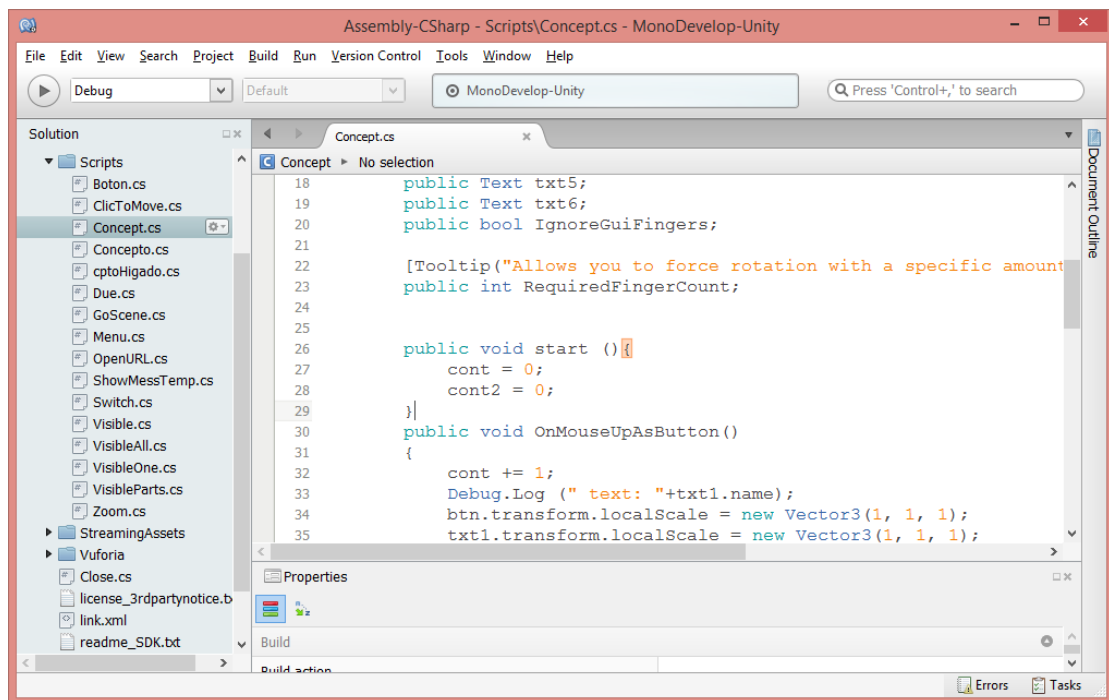 Assembly-CSharp - Scripts\Concept.cs - MonoDevelop-Unity
File Edit View Search Project Build Run Version Control Tools Window Help
Debug Default MonoDevelop-Unity Press 'Control+,' to search
Solution
Scripts
Boton.cs
ClicToMove.cs
Concept.cs
Concepto.cs
cptoHigado.cs
Due.cs
GoScene.cs
Menu.cs
OpenURL.cs
ShowMessTemp.cs
Switch.cs
Visible.cs
VisibleAll.cs
VisibleOne.cs
VisibleParts.cs
Zoom.cs
StreamingAssets
Vuforia
Close.cs
license_3rdpartynotice.t
link.xml
readme_SDK.txt
Concept.cs
Concept No selection
18 public Text txt5;
19 public Text txt6;
20 public bool IgnoreGuiFingers;
21
22 [Tooltip("Allows you to force rotation with a specific amount
23 public int RequiredFingerCount;
24
25
26 public void start (){
27 cont = 0;
28 cont2 = 0;
29 }
30 public void OnMouseUpAsButton()
31 {
32 cont += 1;
33 Debug.Log (" text: "+txt1.name);
34 btn.transform.localScale = new Vector3(1, 1, 1);
35 txt1.transform.localScale = new Vector3(1, 1, 1);
Document Outline
Properties
Build
Build action
Errors Tasks